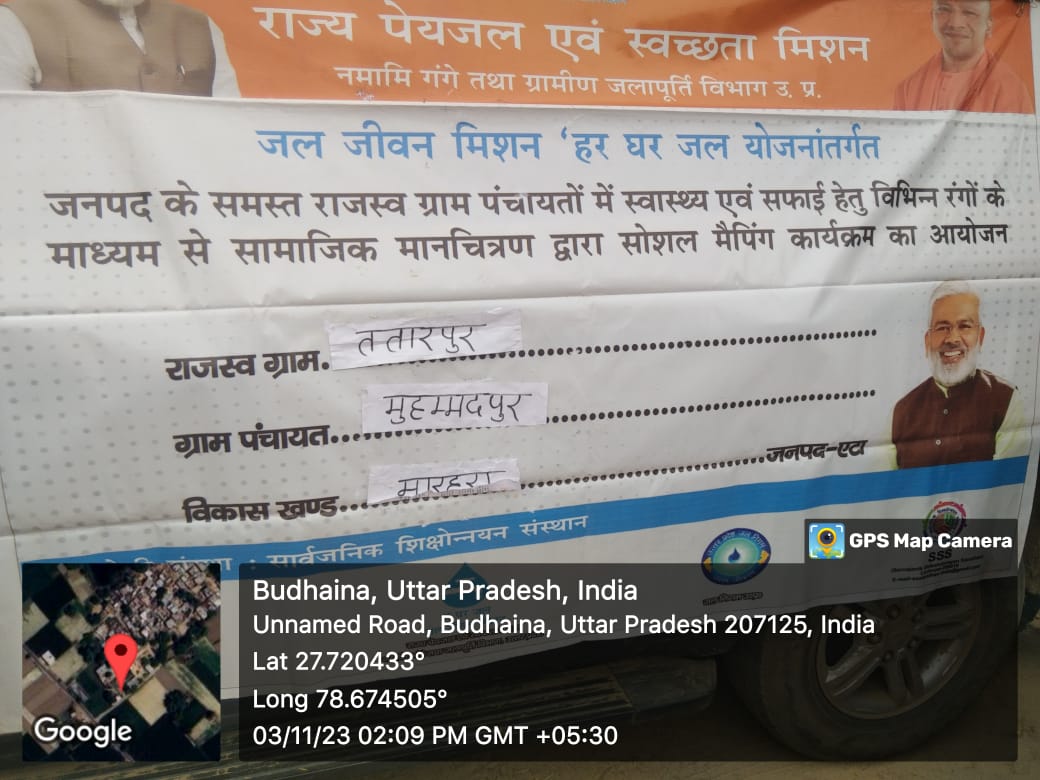 राज्य पेयजल एवं स्वच्छता मिशन
नमामि गंगे तथा ग्रामीण जलापूर्ति विभाग उ. प्र.
जल जीवन मिशन 'हर घर जल योजनांतर्गत
जनपद के समस्त राजस्व ग्राम पंचायतों में स्वास्थ्य एवं सफाई हेतु विभिन्न रंगों के
माध्यम से सामाजिक मानचित्रण द्वारा सोशल मैपिंग कार्यक्रम का आयोजन
राजस्व ग्राम. ततारपुर
ग्राम पंचायत. मुहम्मदपुर
विकास खण्ड. मारहरा जनपद-एटा
: सार्वजनिक शिक्षोन्नयन संस्थान
SSS
GPS Map Camera
Budhaina, Uttar Pradesh, India
Unnamed Road, Budhaina, Uttar Pradesh 207125, India
Lat 27.720433°
Long 78.674505°
03/11/23 02:09 PM GMT +05:30
Google